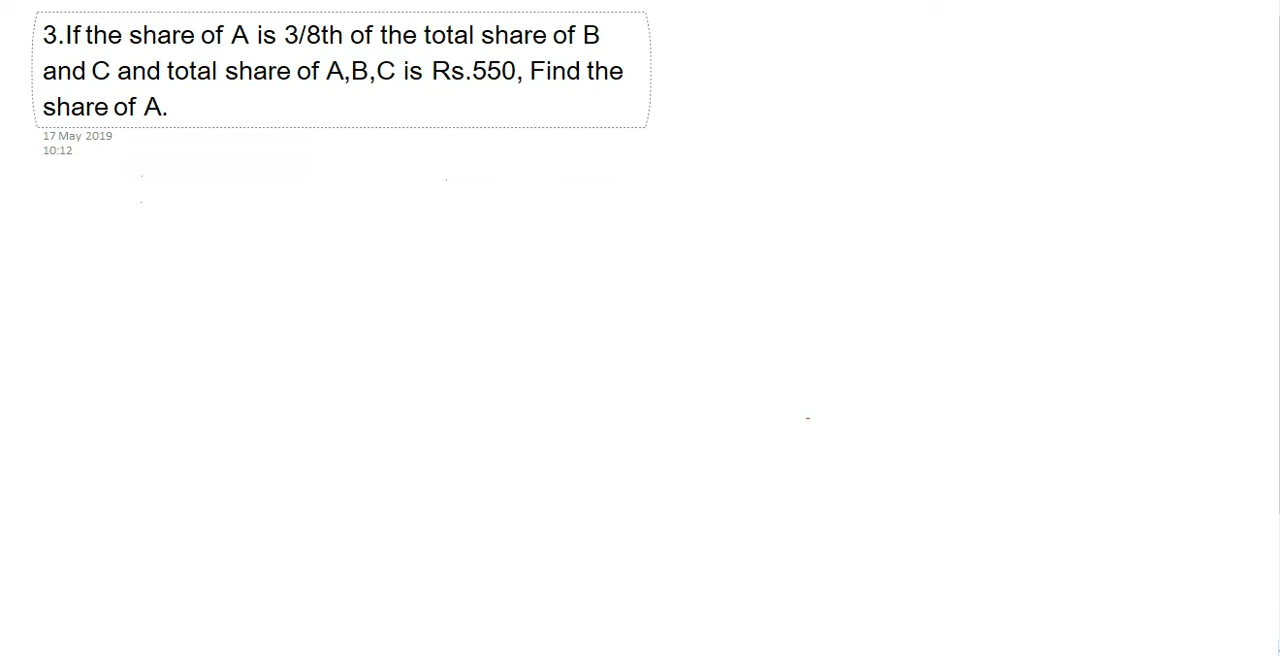 3.If the share of A is 3/8th of the total share of B
and C and total share of A,B,C is Rs.550, Find the
share of A.
17 May 2019
10:12